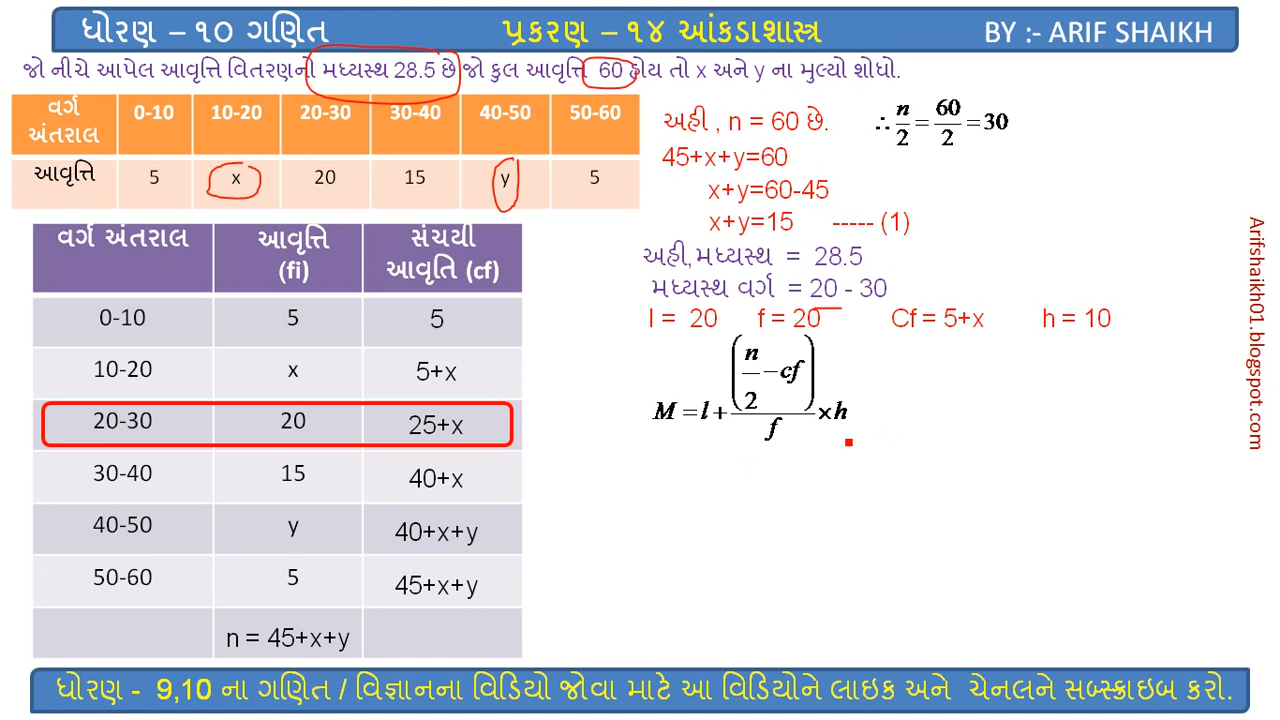 ધોરણ – ૧૦ ગણિત પ્રકરણ – ૧૪ આંકડાશાસ્ત્ર BY :- ARIF SHAIKH
જો નીચે આપેલ આવૃત્તિ વિતરણનો મધ્યસ્થ 28.5 છે જો કુલ આવૃત્તિ 60 હોય તો x અને y ના મુલ્યો શોધો.
વર્ગ અંતરાલ 0-10 10-20 20-30 30-40 40-50 50-60
આવૃત્તિ 5 x 20 15 y 5
વર્ગ અંતરાલ આવૃત્તિ (fi) સંચયી આવૃતિ (cf)
0-10 5 5
10-20 x 5+x
20-30 20 25+x
30-40 15 40+x
40-50 y 40+x+y
50-60 5 45+x+y
n = 45+x+y
અહી , n = 60 છે. ∴ n/2 = 60/2 = 30
45+x+y=60
x+y=60-45
x+y=15 ----- (1)
અહી,મધ્યસ્થ = 28.5
મધ્યસ્થ વર્ગ = 20 - 30
l = 20 f = 20 Cf = 5+x h = 10
M = l + (n/2 – cf)/f × h
Arifshaikh01.blogspot.com
ધોરણ - 9,10 ના ગણિત / વિજ્ઞાનના વિડિયો જોવા માટે આ વિડિયોને લાઇક અને ચેનલને સબ્સ્ક્રાઇબ કરો.